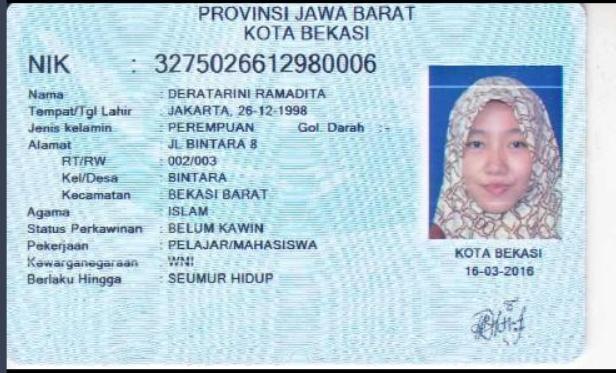 PROVINSI JAWA BARAT
KOTA BEKASI
NIK : 3275026612980006
Nama : DERATARINI RAMADITA
Tempat/Tgl Lahir : JAKARTA, 26-12-1998
Jenis kelamin : PEREMPUAN Gol. Darah :-
Alamat : JL BINTARA 8
RT/RW : 002/003
Kel/Desa : BINTARA
Kecamatan : BEKASI BARAT
Agama : ISLAM
Status Perkawinan : BELUM KAWIN
Pekerjaan : PELAJAR/MAHASISWA
Kewarganegaraan : WNI
Berlaku Hingga : SEUMUR HIDUP
KOTA BEKASI
16-03-2016